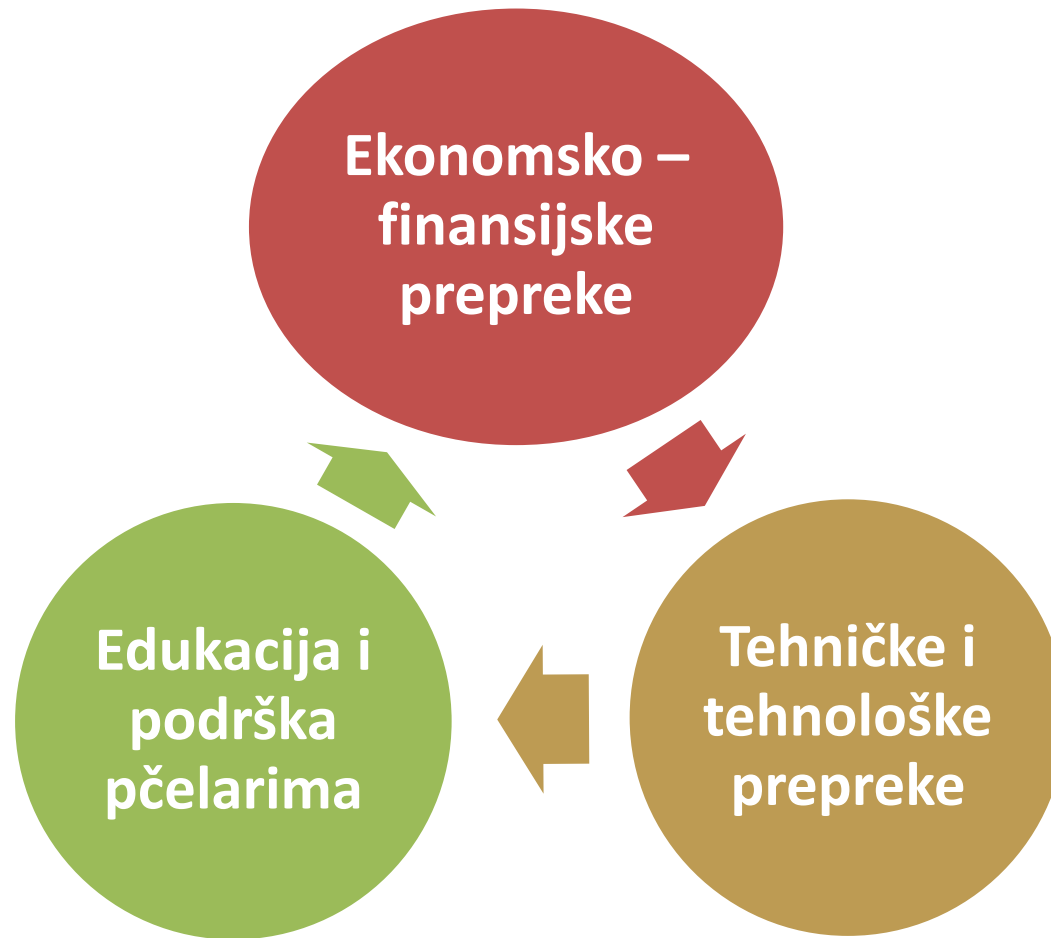 Ekonomsko –
finansijske
prepreke
Edukacija i
podrška
pčelarima
Tehničke i
tehnološke
prepreke